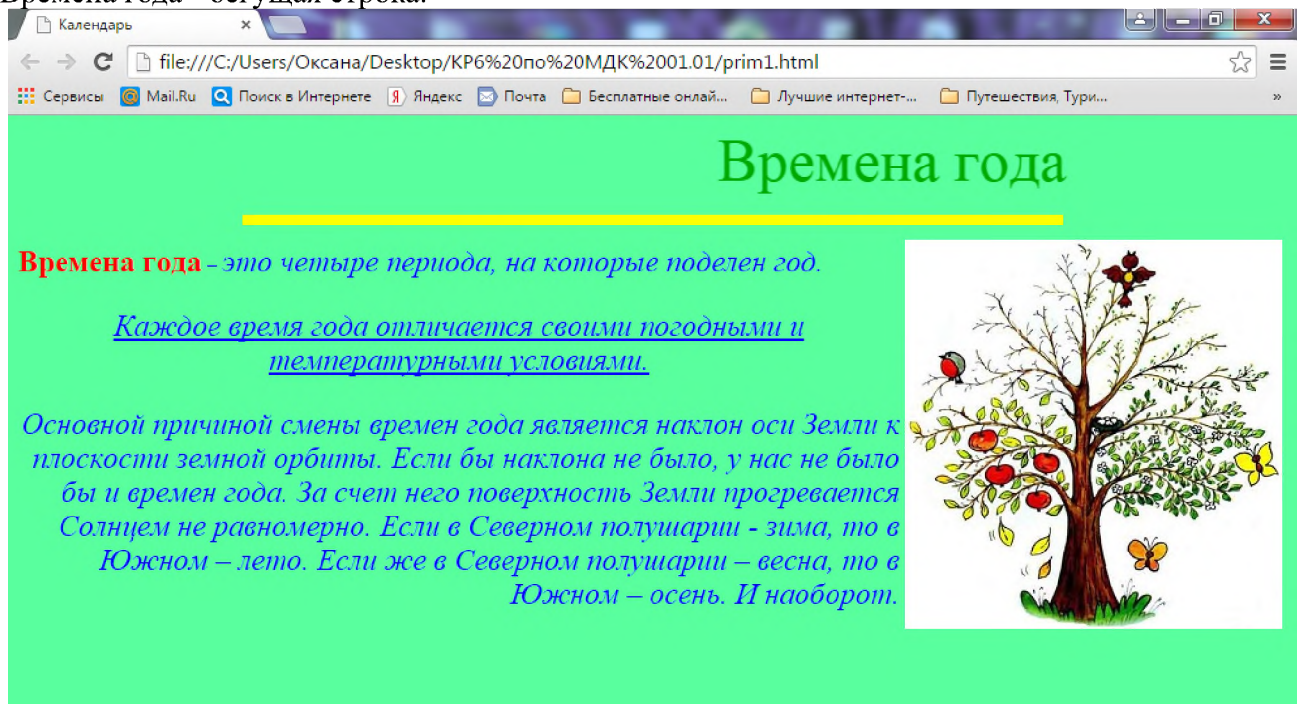 Времена года – бегущая строка.
Календарь
file:///C:/Users/Оксана/Desktop/КР6%20по%20МДК%2001.01/prim1.html
Сервисы Mail.Ru Поиск в Интернете Яндекс Почта Бесплатные онлай... Лучшие интернет-... Путешествия, Тури... »
Времена года
Времена года – это четыре периода, на которые поделен год.
Каждое время года отличается своими погодными и
температурными условиями.
Основной причиной смены времен года является наклон оси Земли к
плоскости земной орбиты. Если бы наклона не было, у нас не было
бы и времен года. За счет него поверхность Земли прогревается
Солнцем не равномерно. Если в Северном полушарии - зима, то в
Южном – лето. Если же в Северном полушарии – весна, то в
Южном – осень. И наоборот.